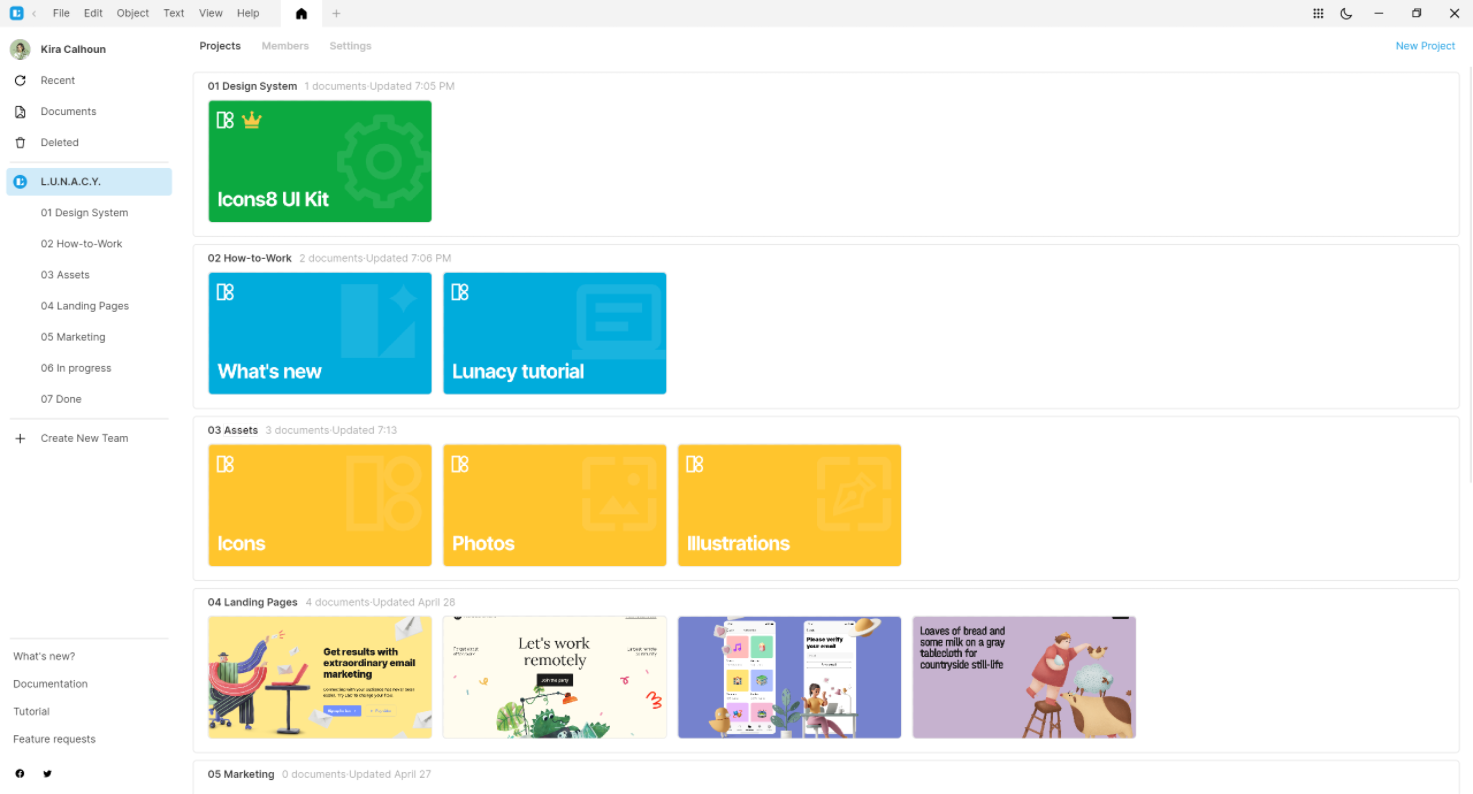 File Edit Object Text View Help
Kira Calhoun
Recent
Documents
Deleted
L.U.N.A.C.Y.
01 Design System
02 How-to-Work
03 Assets
04 Landing Pages
05 Marketing
06 In progress
07 Done
Create New Team
What's new?
Documentation
Tutorial
Feature requests
Projects Members Settings New Project
01 Design System 1 documents·Updated 7:05 PM
Icons8 UI Kit
02 How-to-Work 2 documents·Updated 7:06 PM
What's new
Lunacy tutorial
03 Assets 3 documents·Updated 7:13
Icons
Photos
Illustrations
04 Landing Pages 4 documents·Updated April 28
Get results with
extraordinary email
marketing
Let's work
remotely
Join the party
Please verify
your email
Loaves of bread and
some milk on a gray
tablecloth for
countryside still-life
05 Marketing 0 documents·Updated April 27